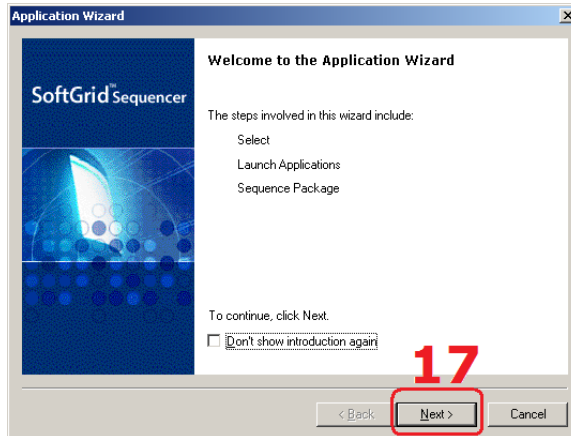 Application Wizard
SoftGrid™ Sequencer
Welcome to the Application Wizard
The steps involved in this wizard include:
Select
Launch Applications
Sequence Package
To continue, click Next.
Don't show introduction again
17
< Back
Next >
Cancel